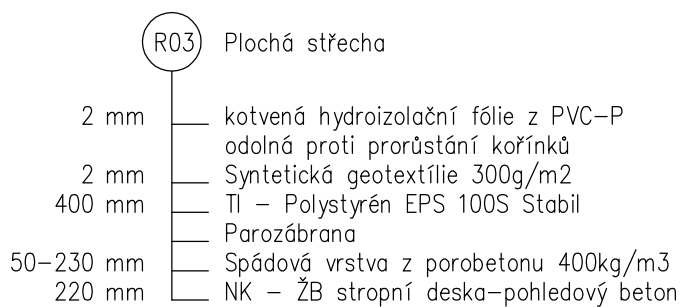 R03 Plochá střecha
2 mm kotvená hydroizolační fólie z PVC-P
odolná proti prorůstání kořínků
2 mm Syntetická geotextílie 300g/m2
400 mm TI - Polystyrén EPS 100S Stabil
Parozábrana
50-230 mm Spádová vrstva z porobetonu 400kg/m3
220 mm NK - ŽB stropní deska-pohledový beton